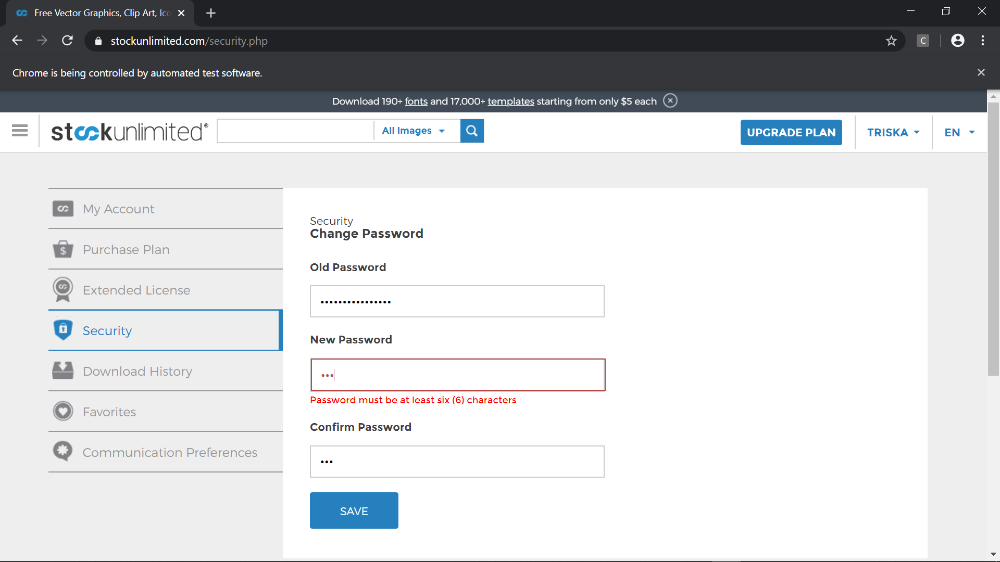 Free Vector Graphics, Clip Art, Ico
stockunlimited.com/security.php
C
Chrome is being controlled by automated test software.
Download 190+ fonts and 17,000+ templates starting from only $5 each
stockunlimited®
All Images
UPGRADE PLAN
TRISKA
EN
My Account
Purchase Plan
Extended License
Security
Download History
Favorites
Communication Preferences
Security
Change Password
Old Password
••••••••••••••••
New Password
•••
Password must be at least six (6) characters
Confirm Password
•••
SAVE